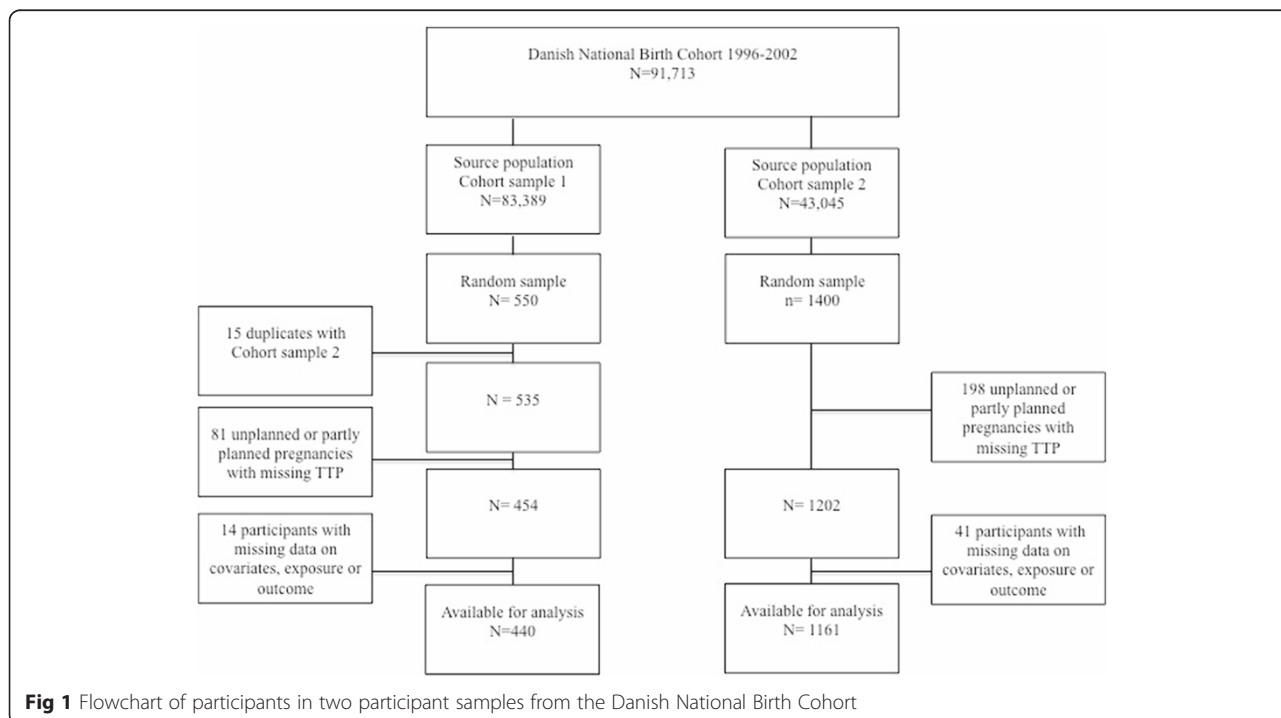 Danish National Birth Cohort 1996-2002
N=91,713
Source population
Cohort sample 1
N=83,389
Source population
Cohort sample 2
N=43,045
Random sample
N= 550
Random sample
n= 1400
15 duplicates with
Cohort sample 2
N = 535
198 unplanned or
partly planned
pregnancies with
missing TTP
81 unplanned or partly
planned pregnancies
with missing TTP
N= 454
N= 1202
14 participants with
missing data on
covariates, exposure or
outcome
41 participants with
missing data on
covariates, exposure or
outcome
Available for analysis
N=440
Available for analysis
N= 1161
Fig 1 Flowchart of participants in two participant samples from the Danish National Birth Cohort